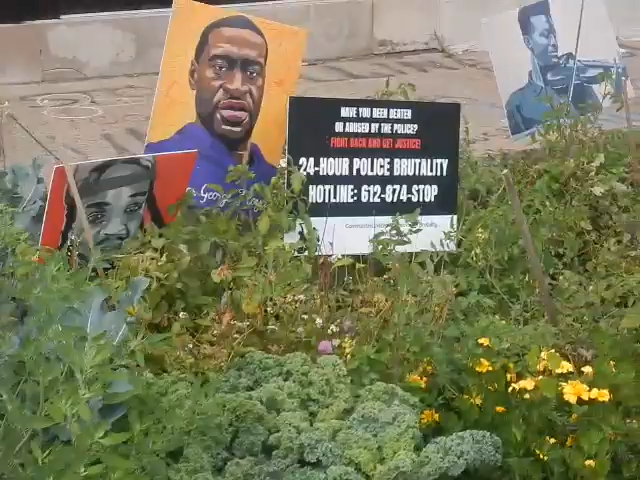 HAVE YOU BEEN BEATEN
OR ABUSED BY THE POLICE?
FIGHT BACK AND GET JUSTICE!
24-HOUR POLICE BRUTALITY
HOTLINE: 612-874-STOP
George